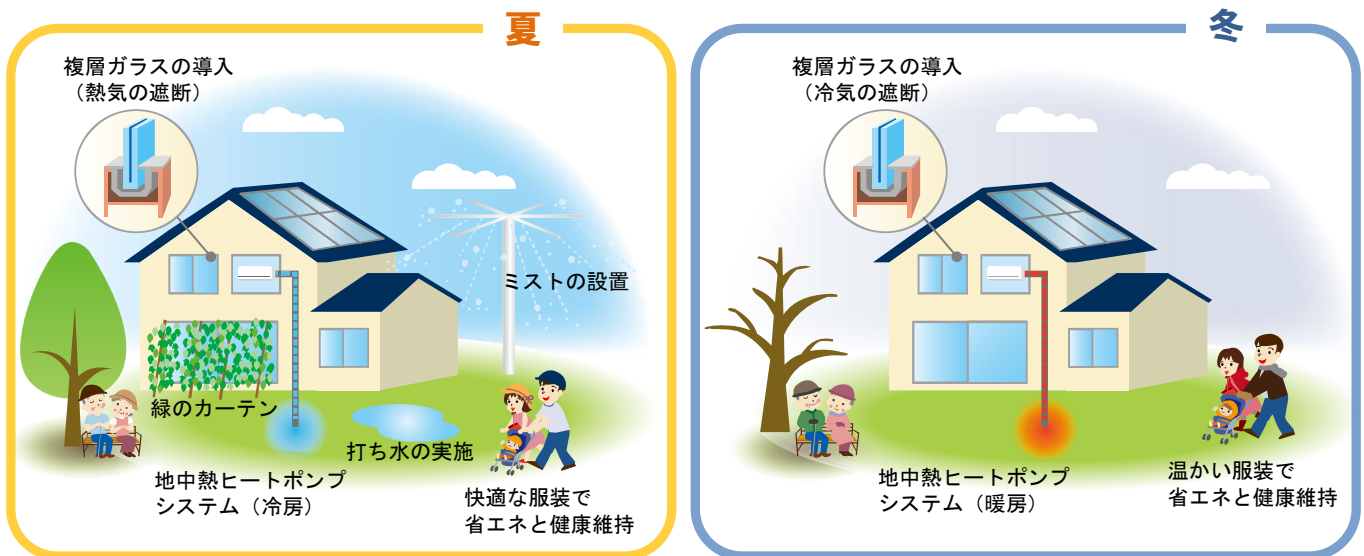 夏
複層ガラスの導入
（熱気の遮断）
ミストの設置
緑のカーテン
打ち水の実施
地中熱ヒートポンプ
システム（冷房）
快適な服装で
省エネと健康維持
冬
複層ガラスの導入
（冷気の遮断）
地中熱ヒートポンプ
システム（暖房）
温かい服装で
省エネと健康維持